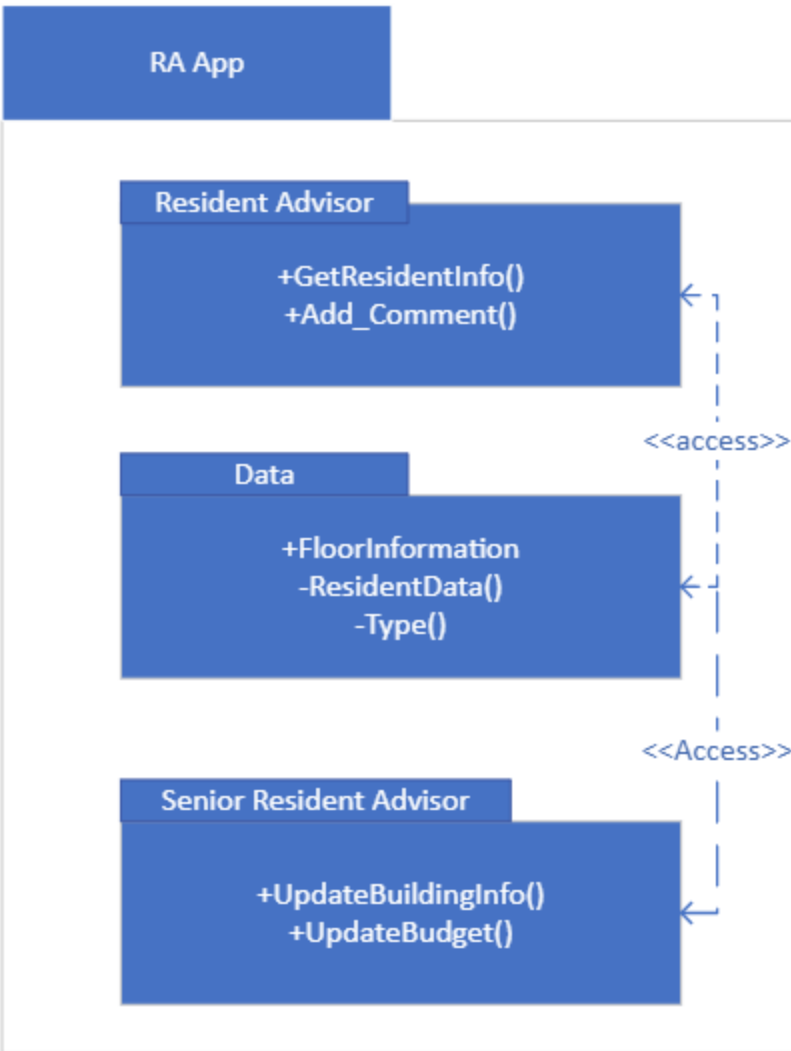 RA App
Resident Advisor
+GetResidentInfo()
+Add_Comment()
<<access>>
Data
+FloorInformation
-ResidentData()
-Type()
<<Access>>
Senior Resident Advisor
+UpdateBuildingInfo()
+UpdateBudget()